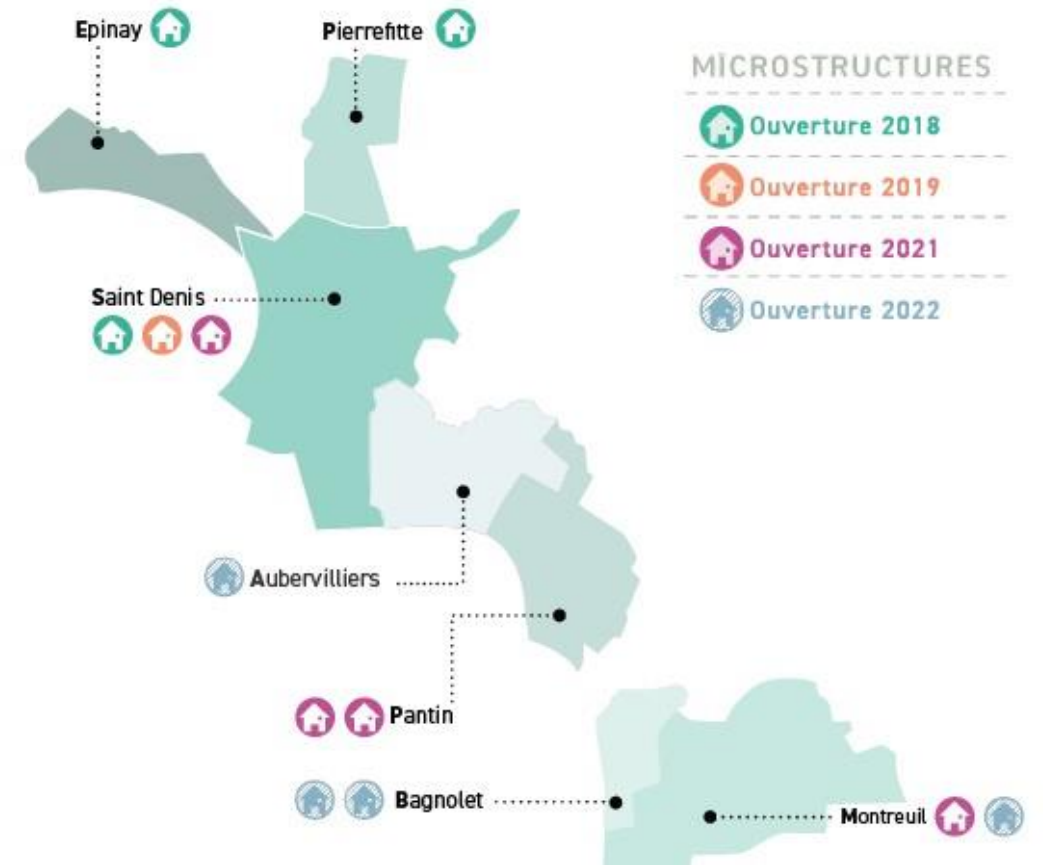 Epinay
Pierrefitte
MICROSTRUCTURES
Ouverture 2018
Ouverture 2019
Ouverture 2021
Ouverture 2022
Saint Denis
Aubervilliers
Pantin
Bagnolet
Montreuil